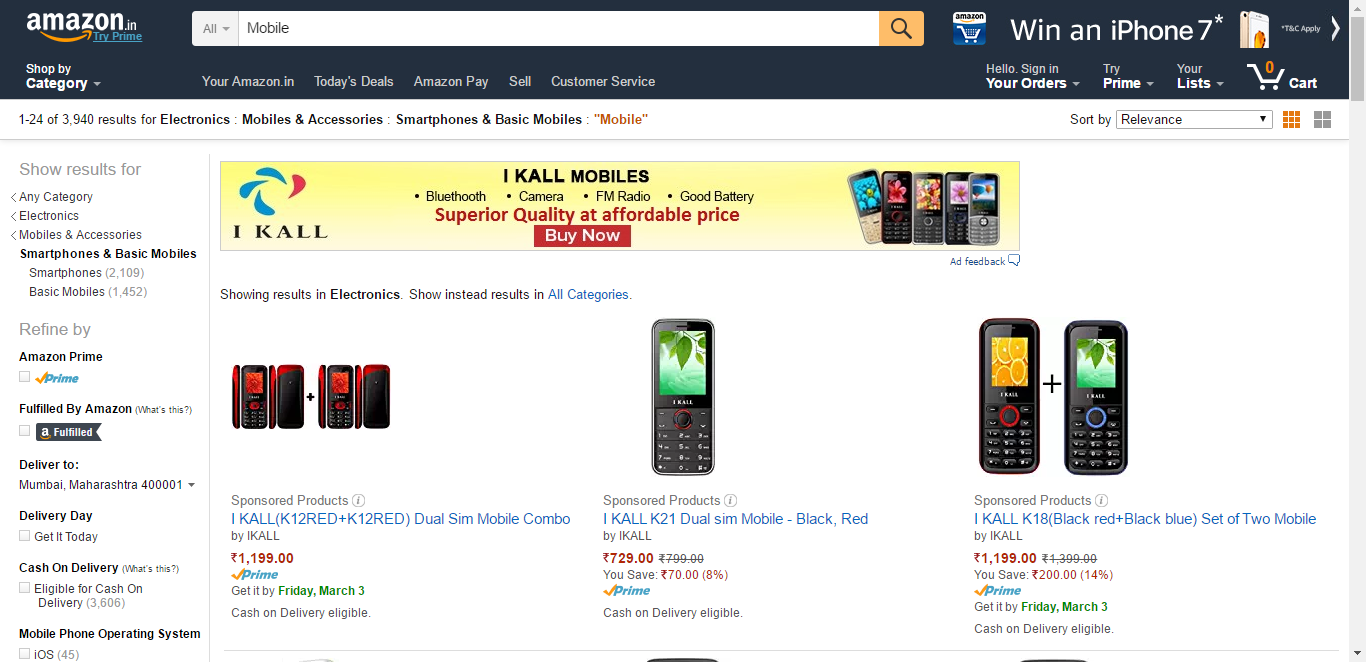 amazon.in
Try Prime
All
Mobile
amazon
Win an iPhone 7*
*T&C Apply
Shop by
Category
Your Amazon.in
Today's Deals
Amazon Pay
Sell
Customer Service
Hello. Sign in
Your Orders
Try
Prime
Your
Lists
0
Cart
1-24 of 3,940 results for Electronics : Mobiles & Accessories : Smartphones & Basic Mobiles : "Mobile"
Sort by
Relevance
Show results for
Any Category
Electronics
Mobiles & Accessories
Smartphones & Basic Mobiles
Smartphones (2,109)
Basic Mobiles (1,452)
Refine by
Amazon Prime
Prime
Fulfilled By Amazon (What's this?)
a Fulfilled
Deliver to:
Mumbai, Maharashtra 400001
Delivery Day
Get It Today
Cash On Delivery (What's this?)
Eligible for Cash On
Delivery (3,606)
Mobile Phone Operating System
iOS (45)
I KALL
I KALL MOBILES
• Bluethooth • Camera • FM Radio • Good Battery
Superior Quality at affordable price
Buy Now
Ad feedback
Showing results in Electronics. Show instead results in All Categories.
+
I KALL
I KALL
+
I KALL
Sponsored Products
I KALL(K12RED+K12RED) Dual Sim Mobile Combo
by IKALL
₹1,199.00
Prime
Get it by Friday, March 3
Cash on Delivery eligible.
Sponsored Products
I KALL K21 Dual sim Mobile - Black, Red
by IKALL
₹729.00 ₹799.00
You Save: ₹70.00 (8%)
Prime
Cash on Delivery eligible.
Sponsored Products
I KALL K18(Black red+Black blue) Set of Two Mobile
by IKALL
₹1,199.00 ₹1,399.00
You Save: ₹200.00 (14%)
Prime
Get it by Friday, March 3
Cash on Delivery eligible.